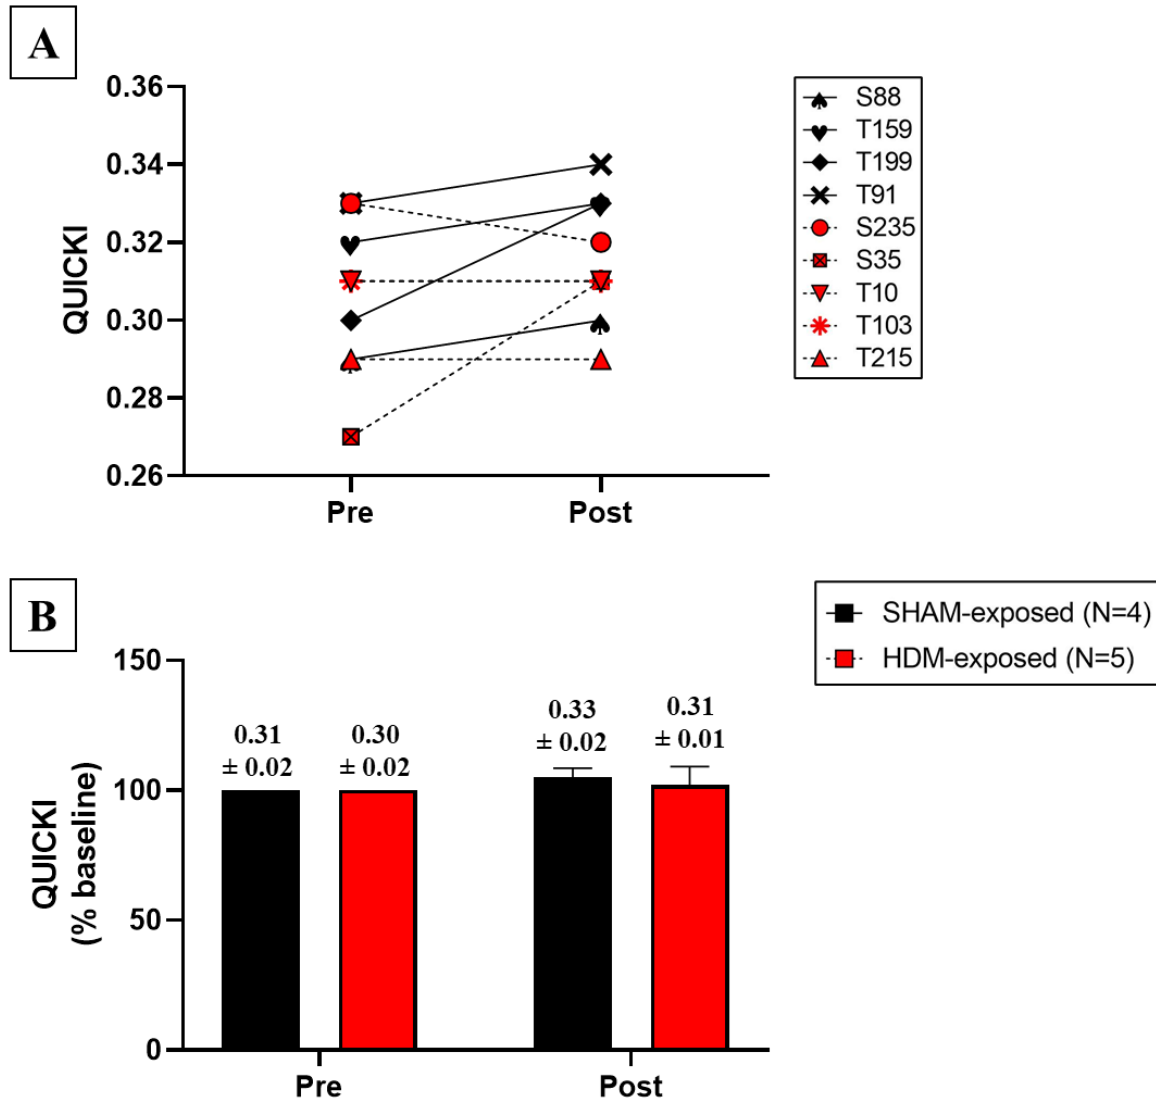 A
0.36
0.34
0.32
0.30
0.28
0.26
QUICKI
Pre Post
S88
T159
T199
T91
S235
S35
T10
T103
T215
B
SHAM-exposed (N=4)
HDM-exposed (N=5)
150
100
50
0
QUICKI
(% baseline)
0.31
± 0.02
0.30
± 0.02
0.33
± 0.02
0.31
± 0.01
Pre Post